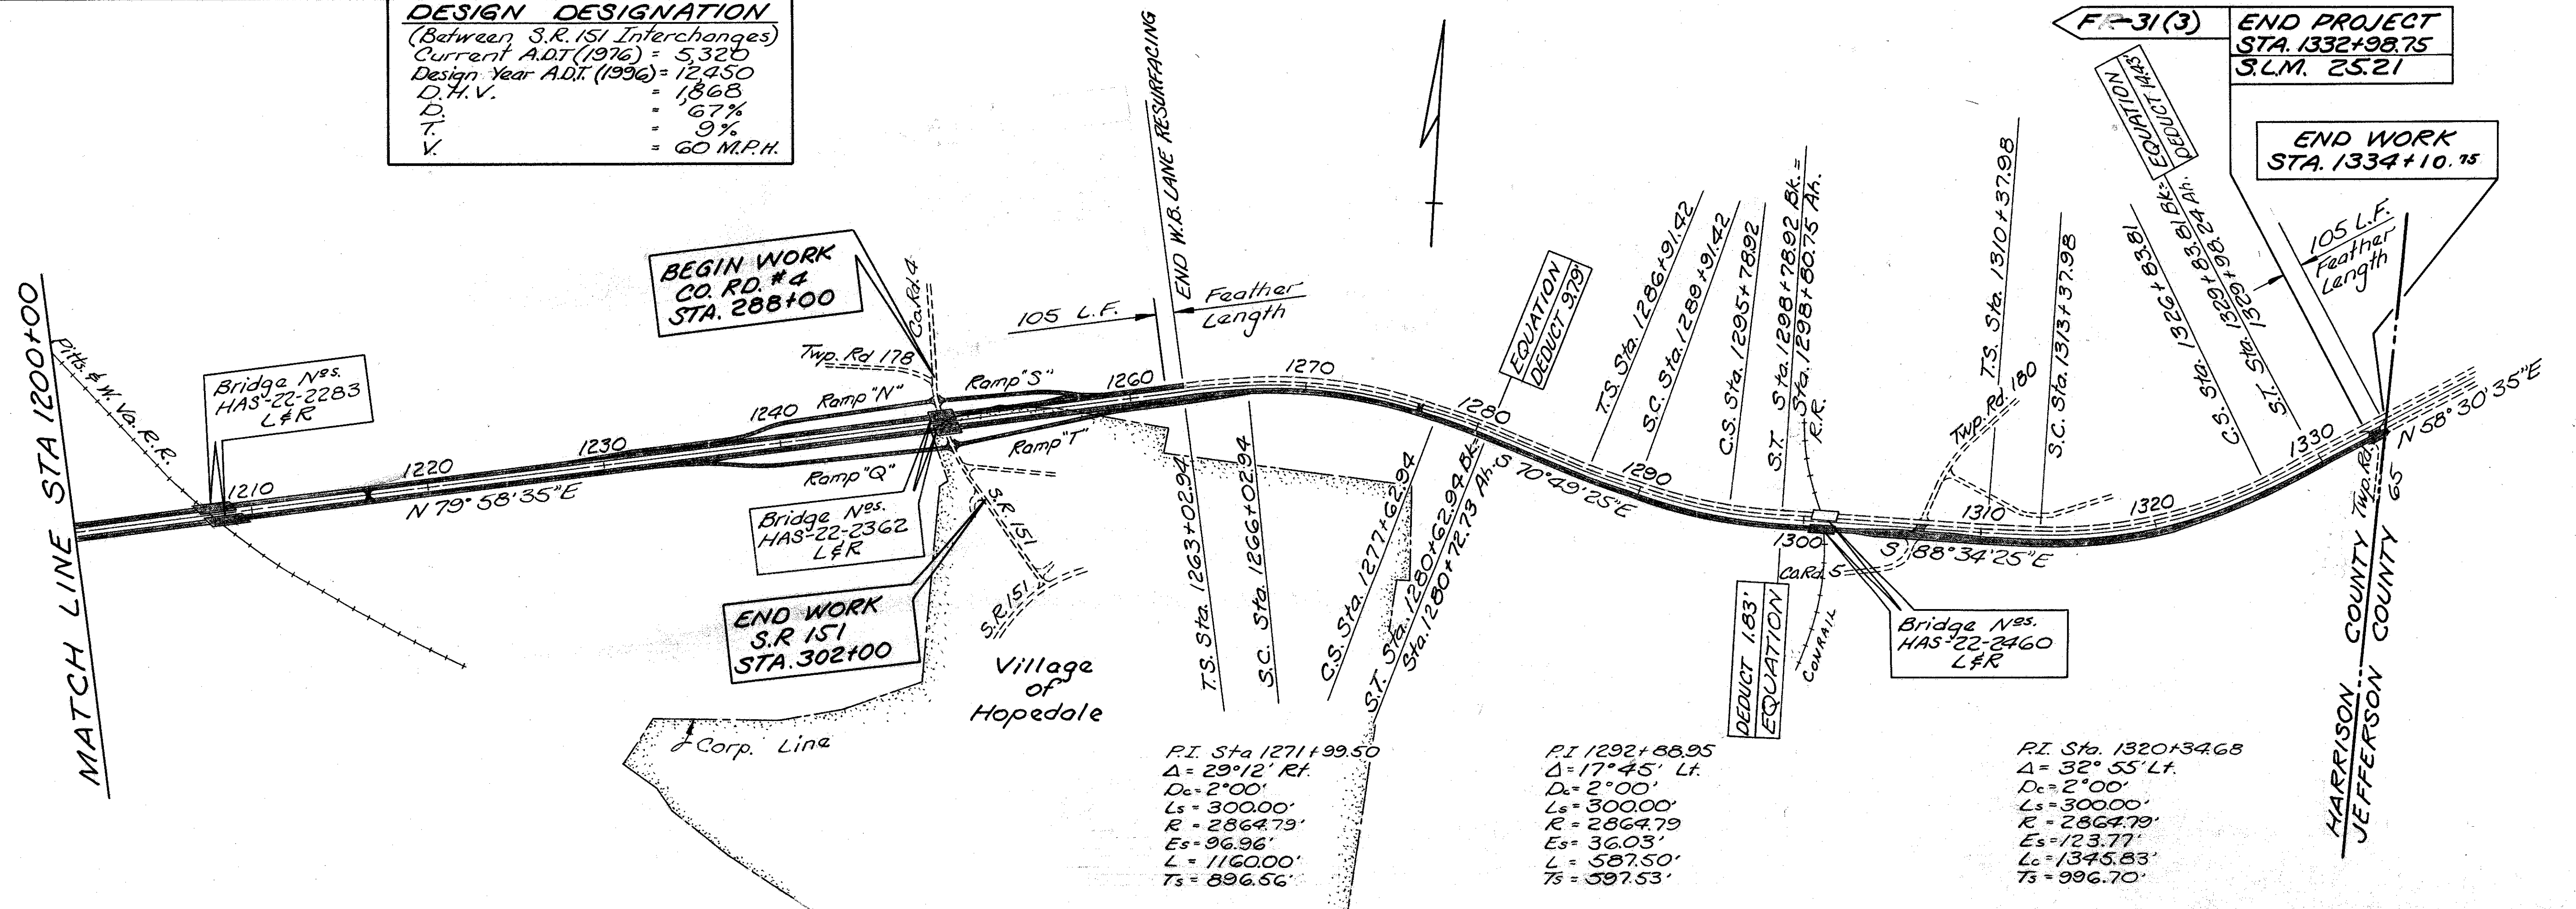 DESIGN DESIGNATION
(Between S.R. 151 Interchanges)
Current A.D.T (1976) = 5,320
Design Year A.D.T. (1996) = 12,450
D.H.V. = 1,868
D. = 67%
T. = 9%
V. = 60 M.P.H.
31(3)
END PROJECT
STA. 1332+98.75
S.L.M. 25.21
END WORK
STA. 1334+10.75
EQUATION
DEDUCT 14.43'
105 L.F.
Feather
Length
MATCH LINE STA 1200+00
Pitts. & W. Va. R.R.
Bridge Nos.
HAS-22-2283
L&R
1210
1220
1230
1240
1260
1270
1280
1290
1300
1310
1320
1330
N 79° 58' 35" E
BEGIN WORK
CO. RD. #4
STA. 288+00
Co. Rd. 4
Twp. Rd 178
Ramp "N"
Ramp "S"
Ramp "Q"
Ramp "T"
105 L.F.
Feather
Length
END W.B. LANE RESURFACING
Bridge Nos.
HAS-22-2362
L&R
S.R. 151
S.R. 151
END WORK
S.R 151
STA. 302+00
Village
of
Hopedale
Corp. Line
T.S. Sta. 1263+02.94
S.C. Sta. 1266+02.94
C.S. Sta. 1277+62.94
S.T. Sta. 1280+62.94 Bk.=
Sta. 1280+72.73 Ah.
EQUATION
DEDUCT 9.79'
S 70° 49' 25" E
T.S. Sta. 1286+91.42
S.C. Sta. 1289+91.42
C.S. Sta. 1295+78.92
S.T. Sta. 1298+78.92 Bk.=
Sta. 1298+80.75 Ah.
R.R.
DEDUCT 1.83'
EQUATION
CONRAIL
Co. Rd. 5
S 88° 34' 25" E
Bridge Nos.
HAS-22-2460
L&R
Twp. Rd. 180
T.S. Sta. 1310+37.98
S.C. Sta. 1313+37.98
C.S. Sta. 1326+83.81
S.T. Sta. 1329+83.81 Bk=
1329+98.24 Ah.
N 58° 30' 35" E
Twp. Rd. 65
HARRISON COUNTY
JEFFERSON COUNTY
P.I. Sta 1271+99.50
Δ = 29°12' Rt.
Dc = 2°00'
Ls = 300.00'
R = 2864.79'
Es = 96.96'
L = 1160.00'
Ts = 896.56'
P.I 1292+88.95
Δ = 17°45' Lt.
Dc = 2°00'
Ls = 300.00'
R = 2864.79
Es = 36.03'
L = 587.50'
Ts = 597.53'
P.I. Sta. 1320+34.68
Δ = 32° 55' Lt.
Dc = 2°00'
Ls = 300.00'
R = 2864.79'
Es = 123.77'
Lc = 1345.83'
Ts = 996.70'